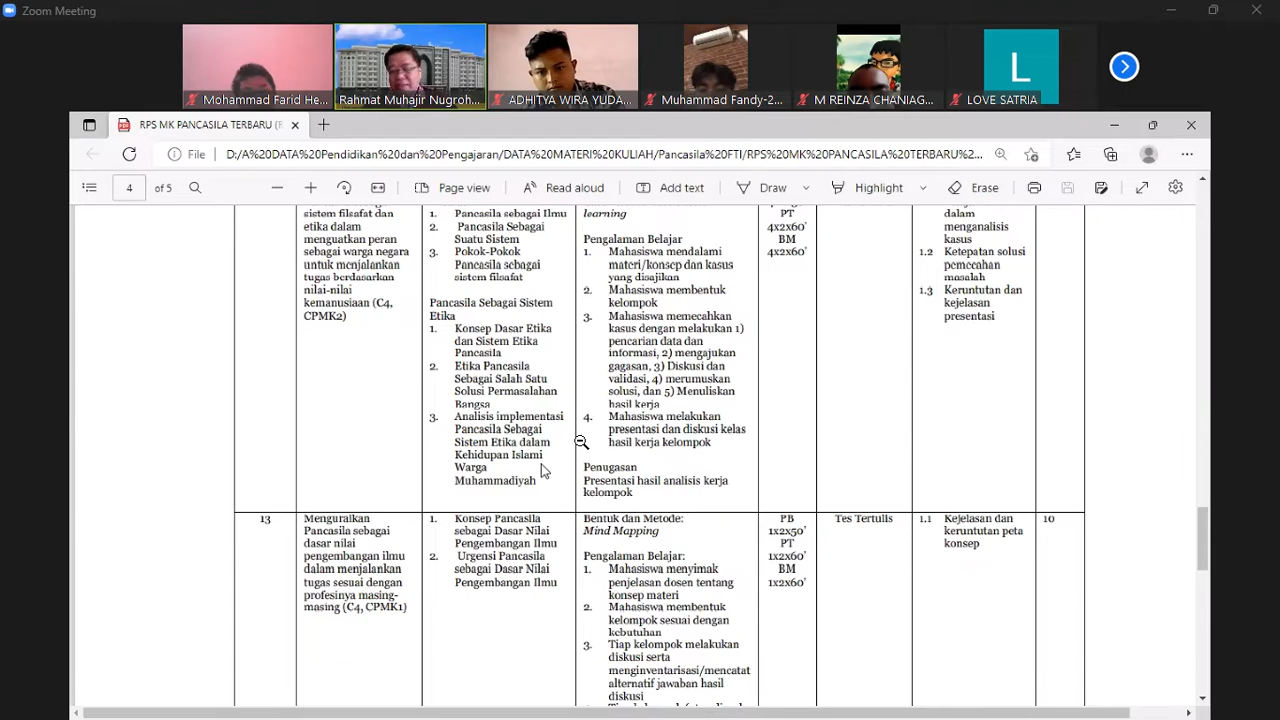 Zoom Meeting
Mohammad Farid He...
Rahmat Muhajir Nugroh...
ADHITYA WIRA YUDA...
Muhammad Fandy-2...
M REINZA CHANIAG...
L
LOVE SATRIA
RPS MK PANCASILA TERBARU (R
File
D:/A%20DATA%20Pendidikan%20dan%20Pengajaran/DATA%20MATERI%20KULIAH/Pancasila%20FTI/RPS%20MK%20PANCASILA%20TERBARU%2...
4
of 5
Page view
Read aloud
Add text
Draw
Highlight
Erase
sistem filsafat dan
etika dalam
menguatkan peran
sebagai warga negara
untuk menjalankan
tugas berdasarkan
nilai-nilai
kemanusiaan (C4,
CPMK2)
1. Pancasila sebagai Ilmu
2. Pancasila Sebagai
Suatu Sistem
3. Pokok-Pokok
Pancasila sebagai
sistem filsafat
Pancasila Sebagai Sistem
Etika
1. Konsep Dasar Etika
dan Sistem Etika
Pancasila
2. Etika Pancasila
Sebagai Salah Satu
Solusi Permasalahan
Bangsa
3. Analisis implementasi
Pancasila Sebagai
Sistem Etika dalam
Kehidupan Islami
Warga
Muhammadiyah
learning
Pengalaman Belajar
1. Mahasiswa mendalami
materi/konsep dan kasus
yang disajikan
2. Mahasiswa membentuk
kelompok
3. Mahasiswa memecahkan
kasus dengan melakukan 1)
pencarian data dan
informasi, 2) mengajukan
gagasan, 3) Diskusi dan
validasi, 4) merumuskan
solusi, dan 5) Menuliskan
hasil kerja
4. Mahasiswa melakukan
presentasi dan diskusi kelas
hasil kerja kelompok
Penugasan
Presentasi hasil analisis kerja
kelompok
PT
4x2x60'
BM
4x2x60'
dalam
menganalisis
kasus
1.2 Ketepatan solusi
pemecahan
masalah
1.3 Keruntutan dan
kejelasan
presentasi
13
Menguraikan
Pancasila sebagai
dasar nilai
pengembangan ilmu
dalam menjalankan
tugas sesuai dengan
profesinya masing-
masing (C4, CPMK1)
1. Konsep Pancasila
sebagai Dasar Nilai
Pengembangan Ilmu
2. Urgensi Pancasila
sebagai Dasar Nilai
Pengembangan Ilmu
Bentuk dan Metode:
Mind Mapping
Pengalaman Belajar:
1. Mahasiswa menyimak
penjelasan dosen tentang
konsep materi
2. Mahasiswa membentuk
kelompok sesuai dengan
kebutuhan
3. Tiap kelompok melakukan
diskusi serta
menginventarisasi/mencatat
alternatif jawaban hasil
diskusi
PB
1x2x50'
PT
1x2x60'
BM
1x2x60'
Tes Tertulis
1.1 Kejelasan dan
keruntutan peta
konsep
10